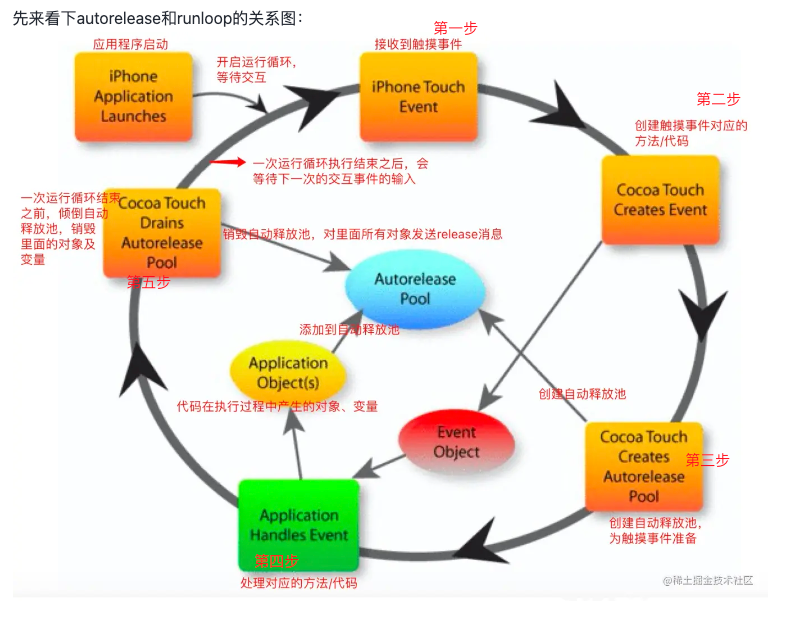 先来看下autorelease和runloop的关系图：
第一步
应用程序启动
接收到触摸事件
开启运行循环，
等待交互
iPhone
Application
Launches
iPhone Touch
Event
第二步
创建触摸事件对应的
方法/代码
一次运行循环执行结束之后，会
等待下一次的交互事件的输入
Cocoa Touch
Creates Event
一次运行循环结束
之前，倾倒自动
释放池，销毁
里面的对象及
变量
Cocoa Touch
Drains
Autorelease
Pool
第五步
销毁自动释放池，对里面所有对象发送release消息
Autorelease
Pool
添加到自动释放池
Application
Object(s)
代码在执行过程中产生的对象、变量
创建自动释放池
Event
Object
Cocoa Touch
Creates
Autorelease
Pool
第三步
创建自动释放池，
为触摸事件准备
Application
Handles Event
第四步
处理对应的方法/代码
@稀土掘金技术社区